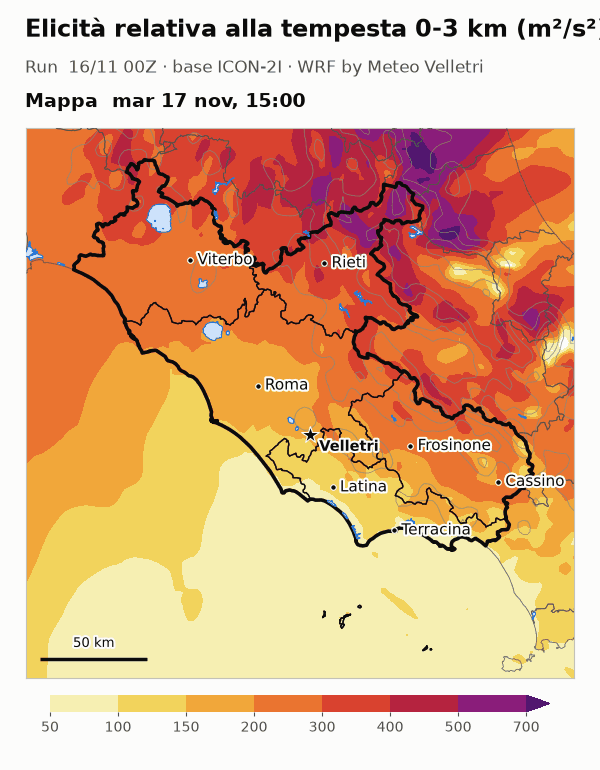 Elicità relativa alla tempesta 0-3 km (m²/s²)
Run 16/11 00Z · base ICON-2I · WRF by Meteo Velletri
Mappa mar 17 nov, 15:00
Viterbo
Rieti
Roma
Velletri
Frosinone
Cassino
Latina
Terracina
50 km
50 100 150 200 300 400 500 700